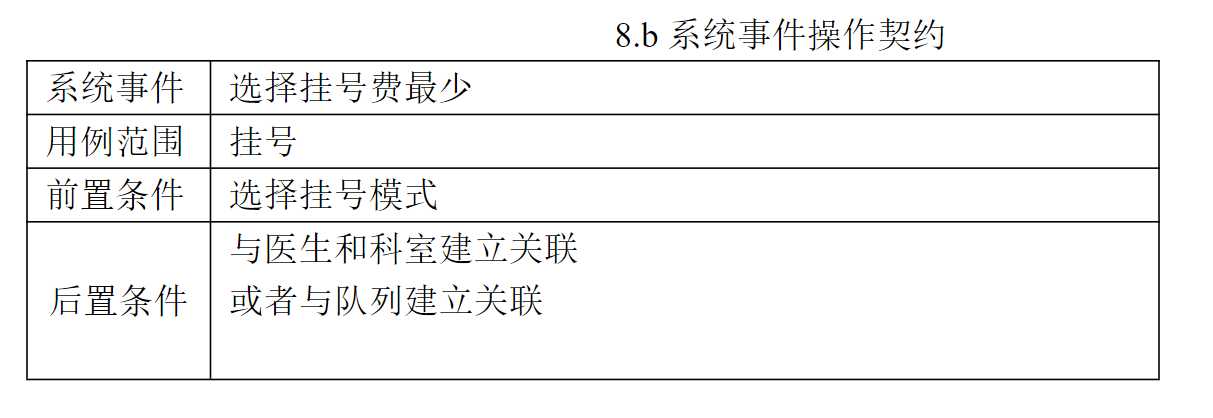 8.b 系统事件操作契约
系统事件 选择挂号费最少
用例范围 挂号
前置条件 选择挂号模式
后置条件 与医生和科室建立关联
或者与队列建立关联